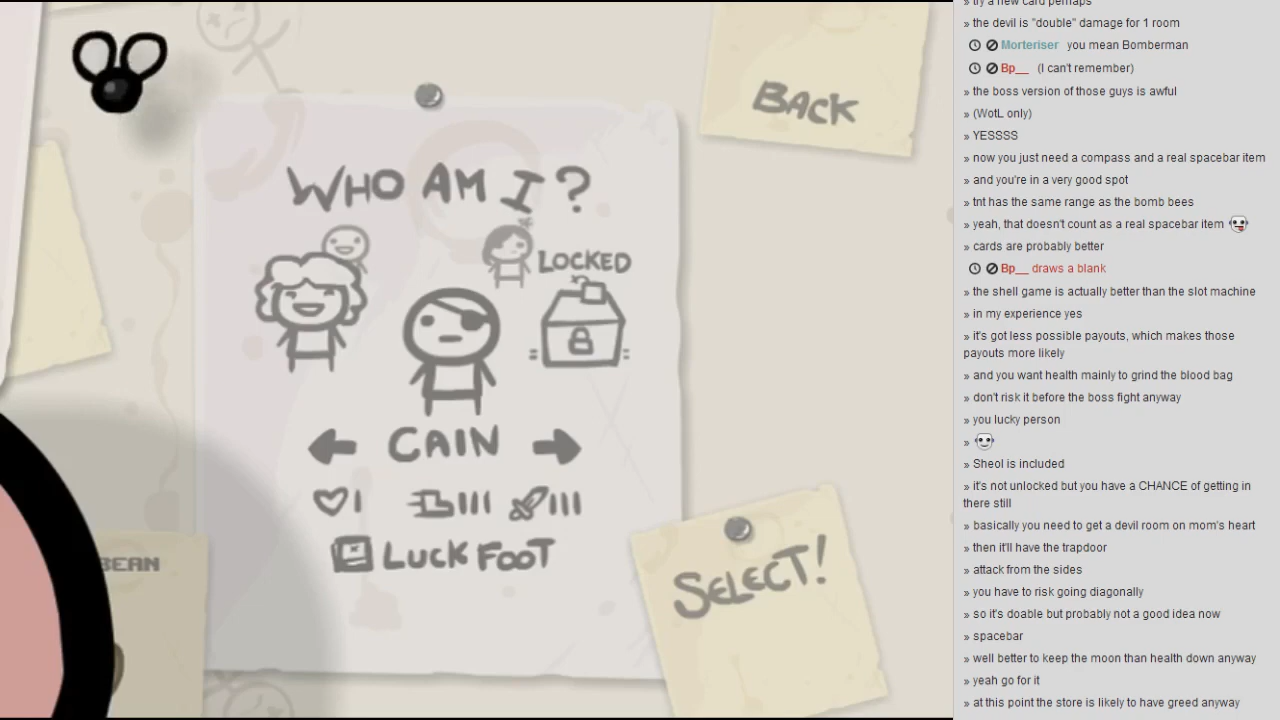 BACK
WHO AM I?
LOCKED
CAIN
LUCK FOOT
BEAN
SELECT!
try a new card perhaps
» the devil is "double" damage for 1 room
Morteriser you mean Bomberman
Bp__ (I can't remember)
» the boss version of those guys is awful
» (WotL only)
» YESSSS
» now you just need a compass and a real spacebar item
» and you're in a very good spot
» tnt has the same range as the bomb bees
» yeah, that doesn't count as a real spacebar item
» cards are probably better
Bp__ draws a blank
» the shell game is actually better than the slot machine
» in my experience yes
» it's got less possible payouts, which makes those
payouts more likely
» and you want health mainly to grind the blood bag
» don't risk it before the boss fight anyway
» you lucky person
»
» Sheol is included
» it's not unlocked but you have a CHANCE of getting in
there still
» basically you need to get a devil room on mom's heart
» then it'll have the trapdoor
» attack from the sides
» you have to risk going diagonally
» so it's doable but probably not a good idea now
» spacebar
» well better to keep the moon than health down anyway
» yeah go for it
» at this point the store is likely to have greed anyway